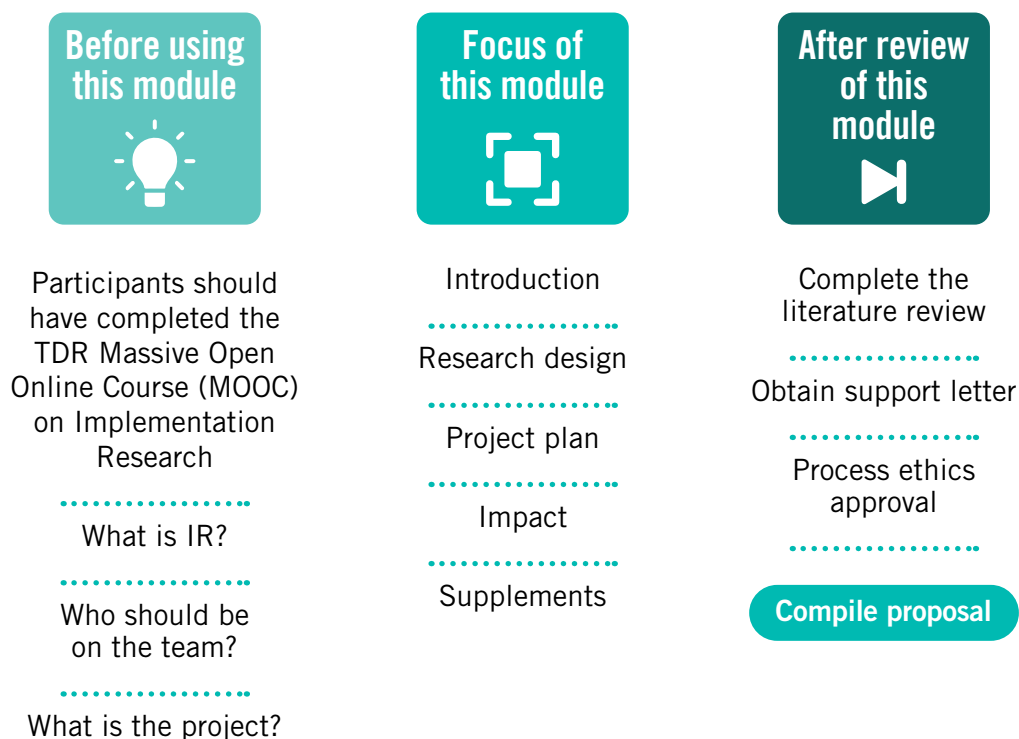 Before using
this module
Participants should
have completed the
TDR Massive Open
Online Course (MOOC)
on Implementation
Research
What is IR?
Who should be
on the team?
What is the project?
Focus of
this module
Introduction
Research design
Project plan
Impact
Supplements
After review
of this
module
Complete the
literature review
Obtain support letter
Process ethics
approval
Compile proposal